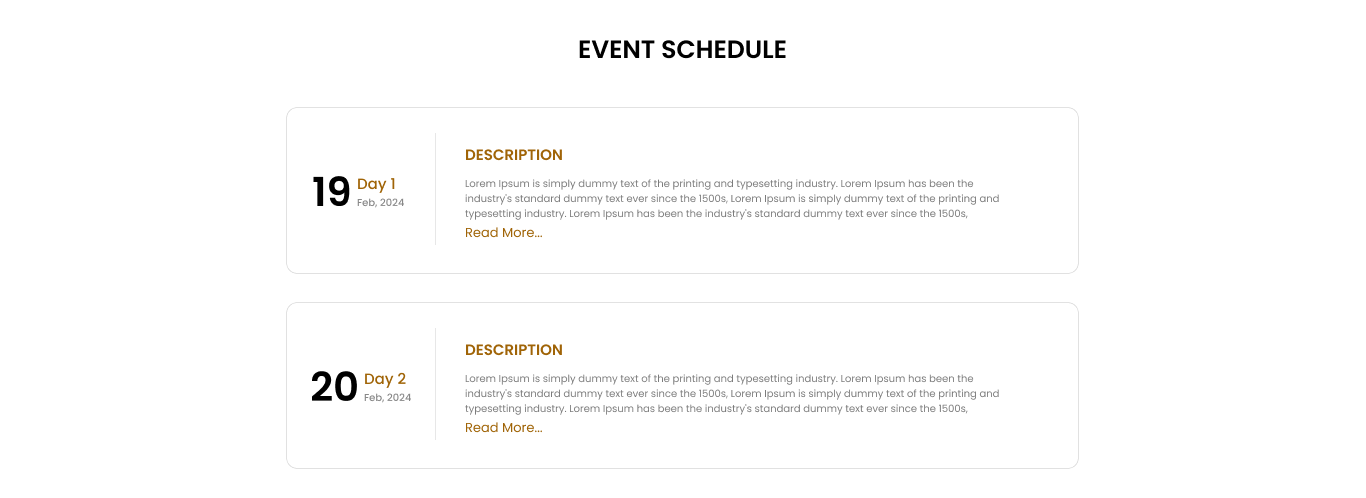 EVENT SCHEDULE
19 Day 1
Feb, 2024
DESCRIPTION
Lorem Ipsum is simply dummy text of the printing and typesetting industry. Lorem Ipsum has been the
industry's standard dummy text ever since the 1500s, Lorem Ipsum is simply dummy text of the printing and
typesetting industry. Lorem Ipsum has been the industry's standard dummy text ever since the 1500s,
Read More...
20 Day 2
Feb, 2024
DESCRIPTION
Lorem Ipsum is simply dummy text of the printing and typesetting industry. Lorem Ipsum has been the
industry's standard dummy text ever since the 1500s, Lorem Ipsum is simply dummy text of the printing and
typesetting industry. Lorem Ipsum has been the industry's standard dummy text ever since the 1500s,
Read More...